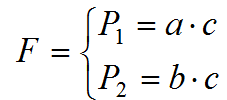 F = { P₁ = a · c
P₂ = b · c